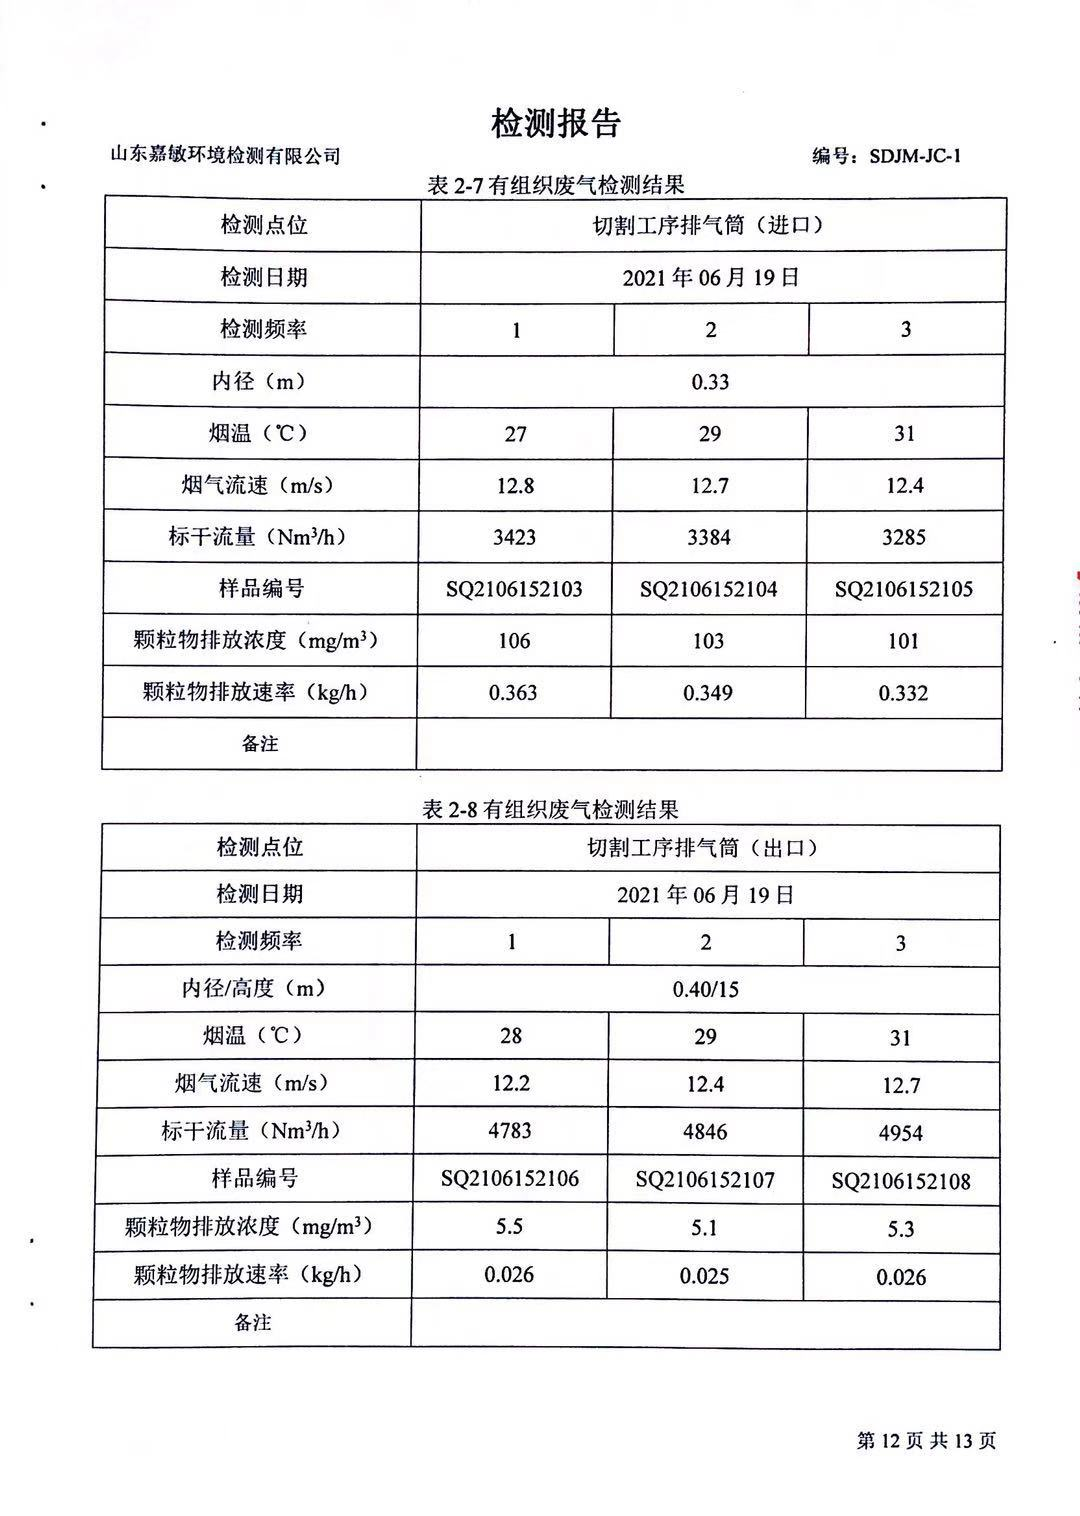 检测报告
山东嘉敏环境检测有限公司 编号：SDJM-JC-1
表 2-7 有组织废气检测结果
检测点位 切割工序排气筒（进口）
检测日期 2021 年 06 月 19 日
检测频率 1 2 3
内径（m） 0.33
烟温（℃） 27 29 31
烟气流速（m/s） 12.8 12.7 12.4
标干流量（Nm³/h） 3423 3384 3285
样品编号 SQ2106152103 SQ2106152104 SQ2106152105
颗粒物排放浓度（mg/m³） 106 103 101
颗粒物排放速率（kg/h） 0.363 0.349 0.332
备注
表 2-8 有组织废气检测结果
检测点位 切割工序排气筒（出口）
检测日期 2021 年 06 月 19 日
检测频率 1 2 3
内径/高度（m） 0.40/15
烟温（℃） 28 29 31
烟气流速（m/s） 12.2 12.4 12.7
标干流量（Nm³/h） 4783 4846 4954
样品编号 SQ2106152106 SQ2106152107 SQ2106152108
颗粒物排放浓度（mg/m³） 5.5 5.1 5.3
颗粒物排放速率（kg/h） 0.026 0.025 0.026
备注
第 12 页 共 13 页